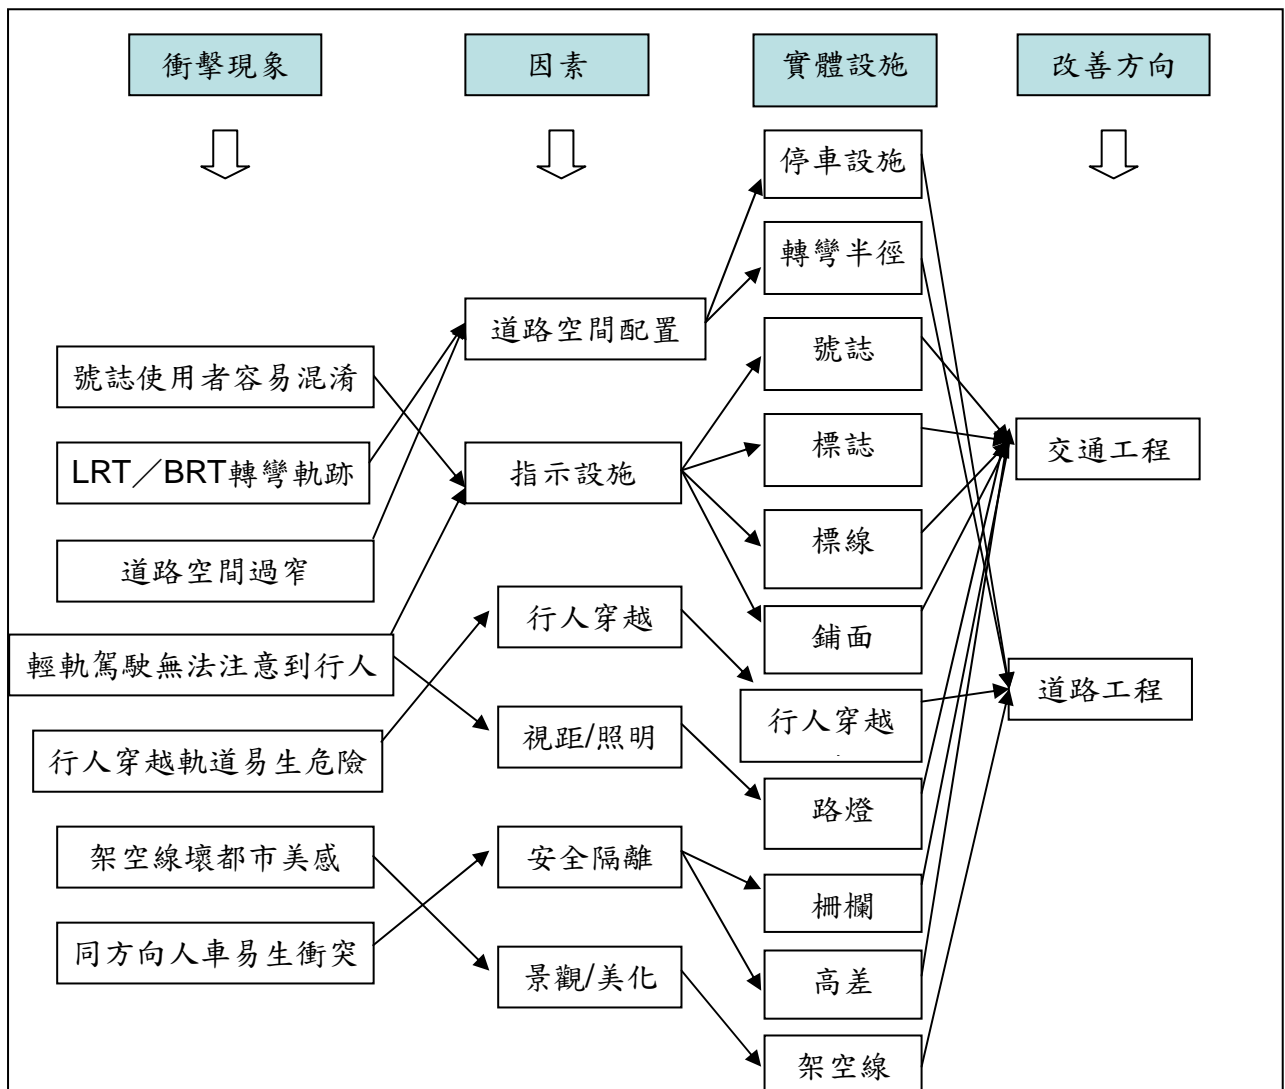 衝擊現象
因素
實體設施
改善方向
號誌使用者容易混淆
LRT／BRT轉彎軌跡
道路空間過窄
輕軌駕駛無法注意到行人
行人穿越軌道易生危險
架空線壞都市美感
同方向人車易生衝突
道路空間配置
指示設施
行人穿越
視距/照明
安全隔離
景觀/美化
停車設施
轉彎半徑
號誌
標誌
標線
鋪面
行人穿越
路燈
柵欄
高差
架空線
交通工程
道路工程